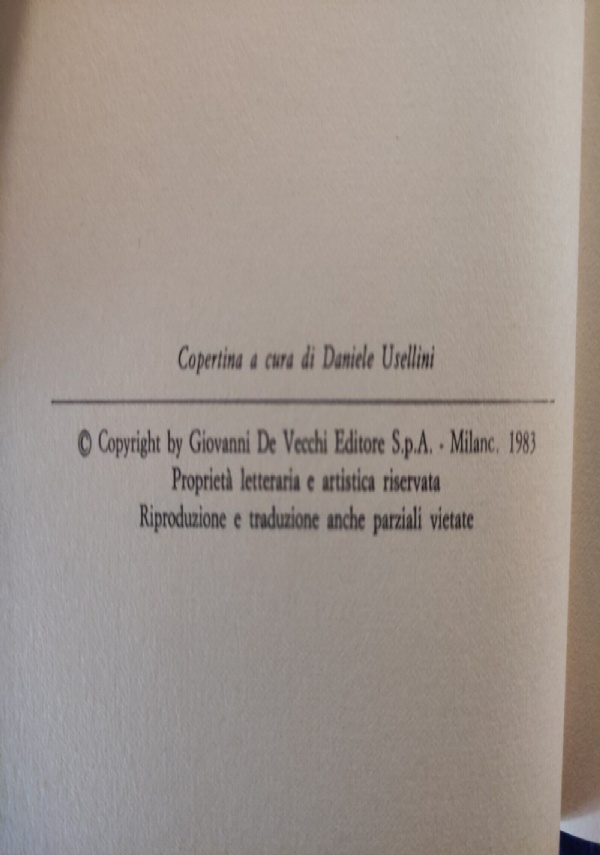 Copertina a cura di Daniele Usellini
© Copyright by Giovanni De Vecchi Editore S.p.A. - Milanc, 1983
Proprietà letteraria e artistica riservata
Riproduzione e traduzione anche parziali vietate